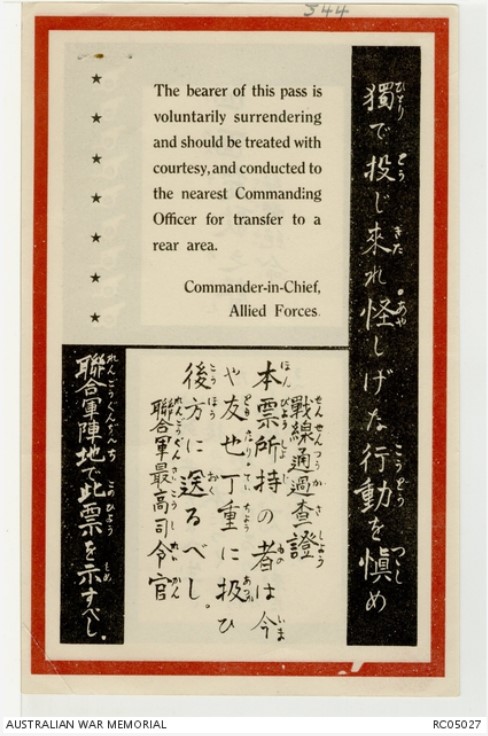 544
The bearer of this pass is
voluntarily surrendering
and should be treated with
courtesy, and conducted to
the nearest Commanding
Officer for transfer to a
rear area.
Commander-in-Chief,
Allied Forces.
獨で投じ來れ。怪しげな行動を愼め
戰線通過査證
本票所持の者は今
や友也丁重に扱ひ
後方に送るべし。
聯合軍最高司令官
聯合軍陣地で此票を示すべし。
AUSTRALIAN WAR MEMORIAL
RC05027